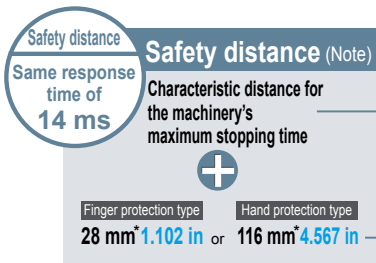 Safety distance
Same response
time of
14 ms
Safety distance (Note)
Characteristic distance for
the machinery's
maximum stopping time
+
Finger protection type
28 mm* 1.102 in or
Hand protection type
116 mm* 4.567 in